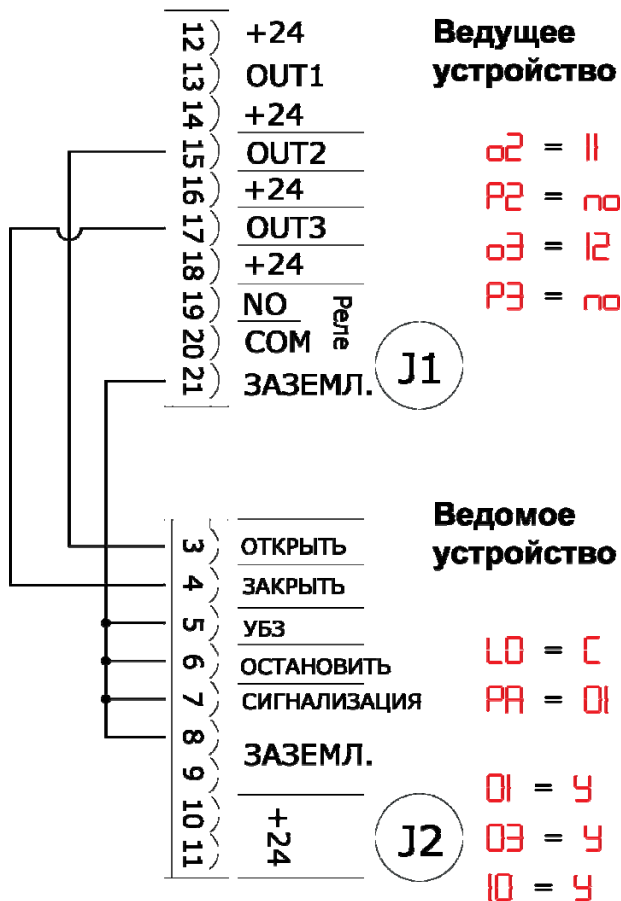 12 +24
13 OUT1
14 +24
15 OUT2
16 +24
17 OUT3
18 +24
19 NO
20 COM
Реле
21 ЗАЗЕМЛ.
J1
Ведущее
устройство
o2 = 11
P2 = no
o3 = 12
P3 = no
3 ОТКРЫТЬ
4 ЗАКРЫТЬ
5 УБЗ
6 ОСТАНОВИТЬ
7 СИГНАЛИЗАЦИЯ
8 ЗАЗЕМЛ.
9
10
11
+24
J2
Ведомое
устройство
LO = C
PA = 01
01 = Y
03 = Y
10 = Y